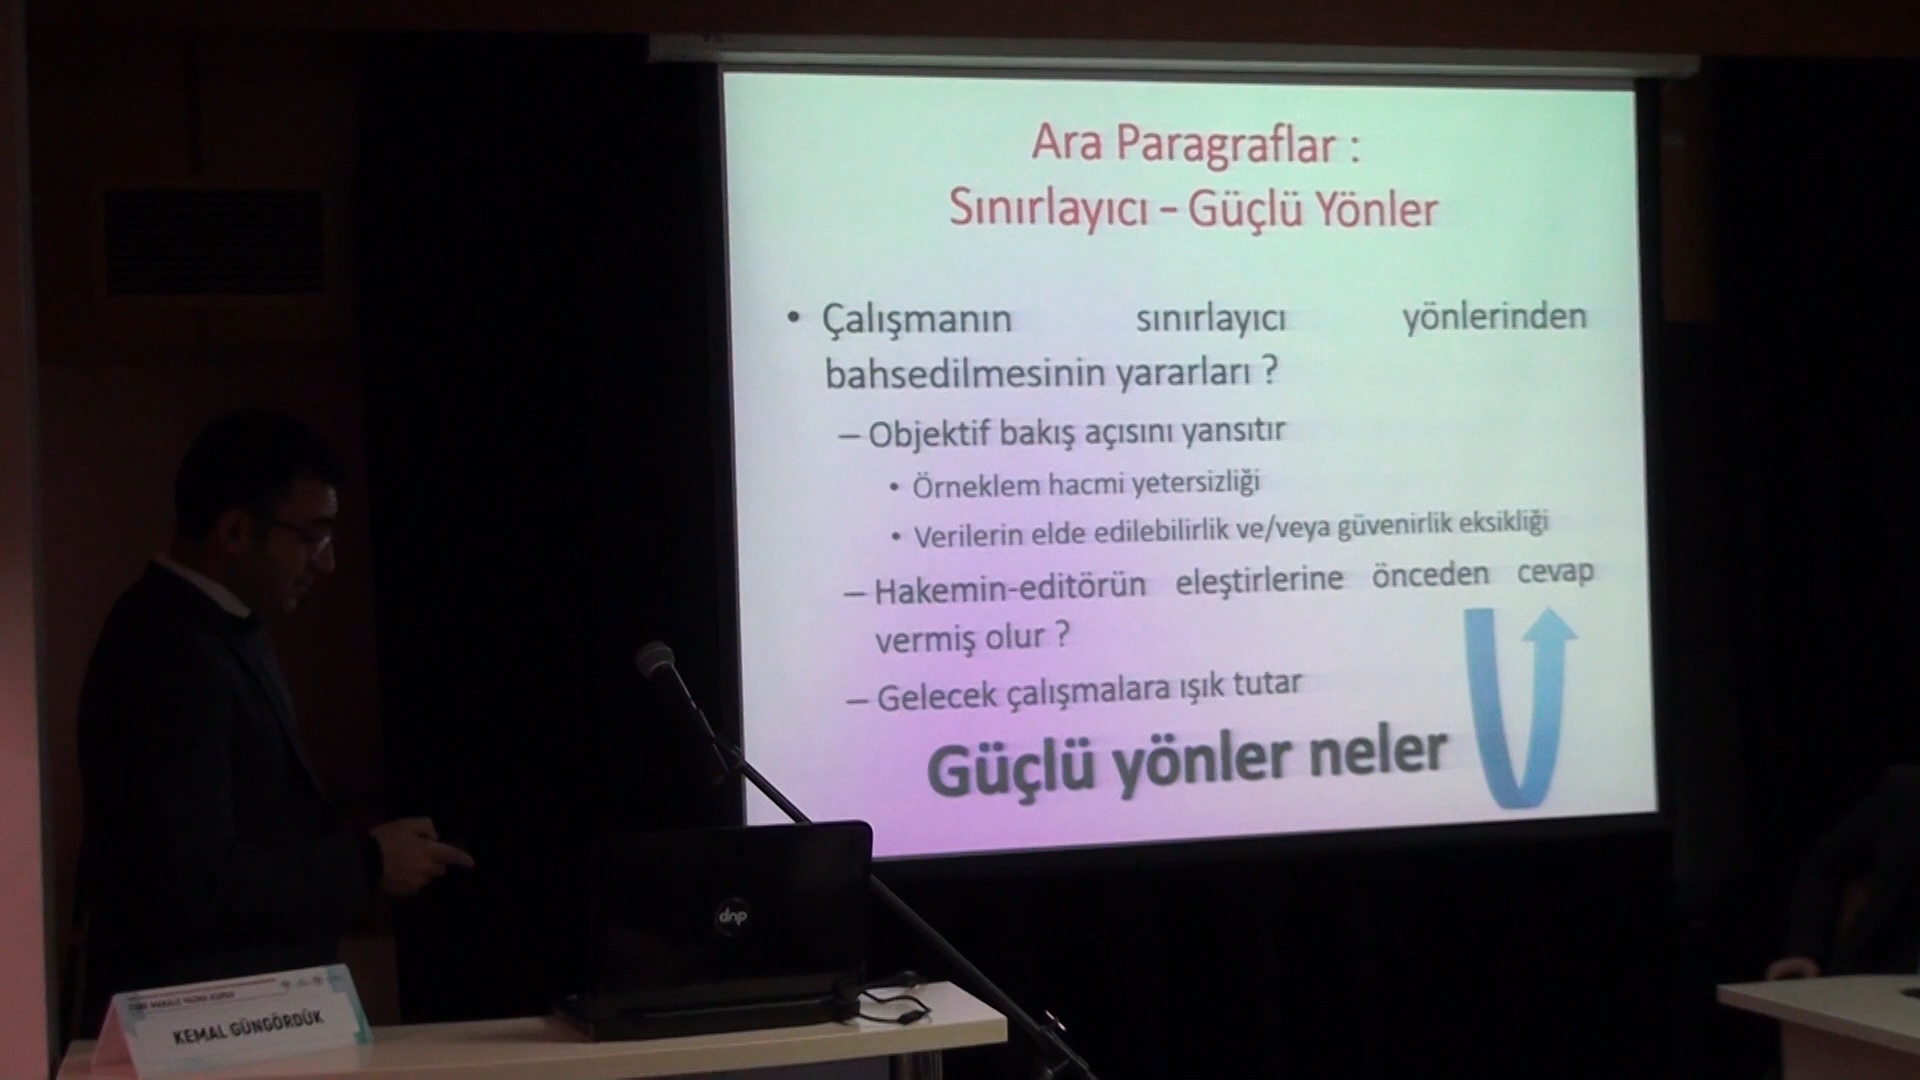 Ara Paragraflar :
Sınırlayıcı – Güçlü Yönler
• Çalışmanın sınırlayıcı yönlerinden
bahsedilmesinin yararları ?
– Objektif bakış açısını yansıtır
• Örneklem hacmi yetersizliği
• Verilerin elde edilebilirlik ve/veya güvenirlik eksikliği
– Hakemin-editörün eleştirlerine önceden cevap
vermiş olur ?
– Gelecek çalışmalara ışık tutar
Güçlü yönler neler
dnp
KEMAL GÜNGÖRDÜK